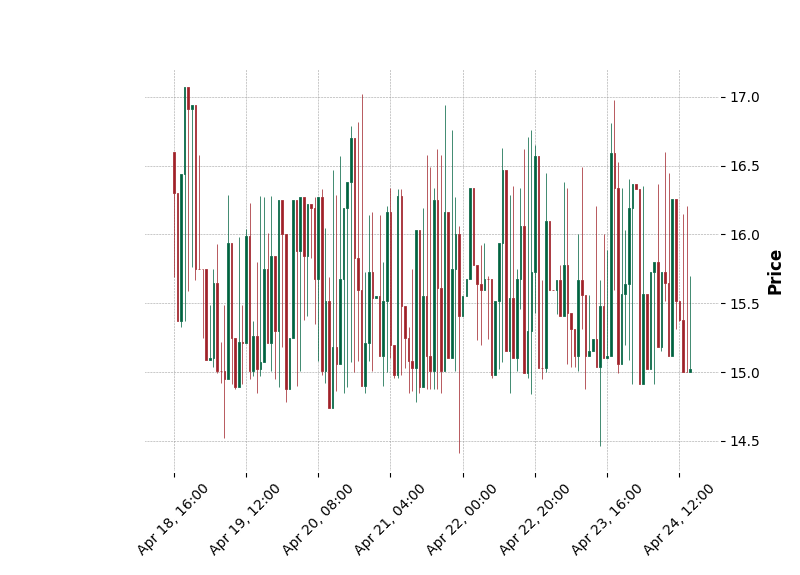 17.0
16.5
16.0
15.5
15.0
14.5
Price
Apr 18, 16:00
Apr 19, 12:00
Apr 20, 08:00
Apr 21, 04:00
Apr 22, 00:00
Apr 22, 20:00
Apr 23, 16:00
Apr 24, 12:00